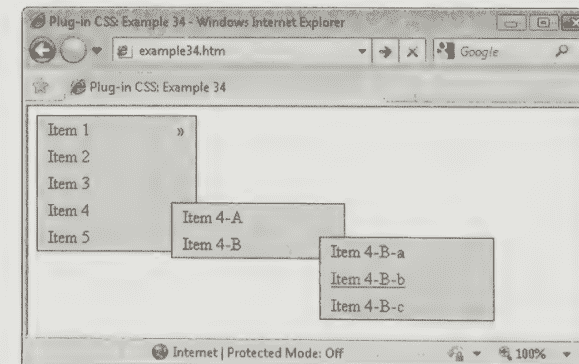 Plug-in CSS: Example 34 - Windows Internet Explorer
example34.htm
Google
Plug-in CSS: Example 34
Item 1 »
Item 2
Item 3
Item 4
Item 5
Item 4-A
Item 4-B
Item 4-B-a
Item 4-B-b
Item 4-B-c
Internet | Protected Mode: Off
100%